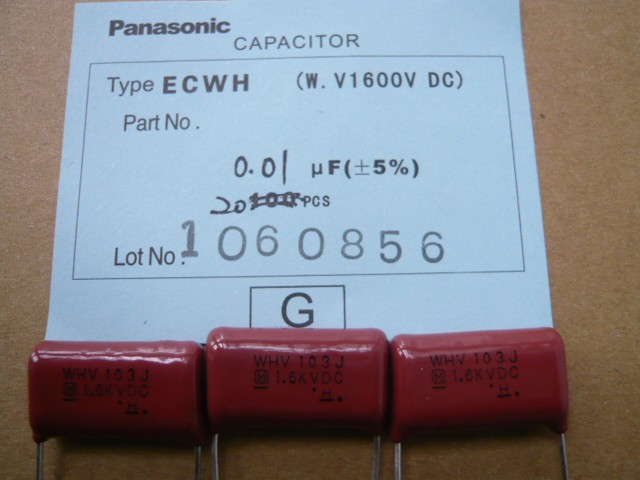 Panasonic
CAPACITOR
Type ECWH (W. V1600V DC)
Part No.
0.01 μF(±5%)
20 100 PCS
Lot No. 1060856
G
WHV 103J
1.6KVDC
H
WHV 103J
1.6KVDC
H
WHV 103J
1.6KVDC
H